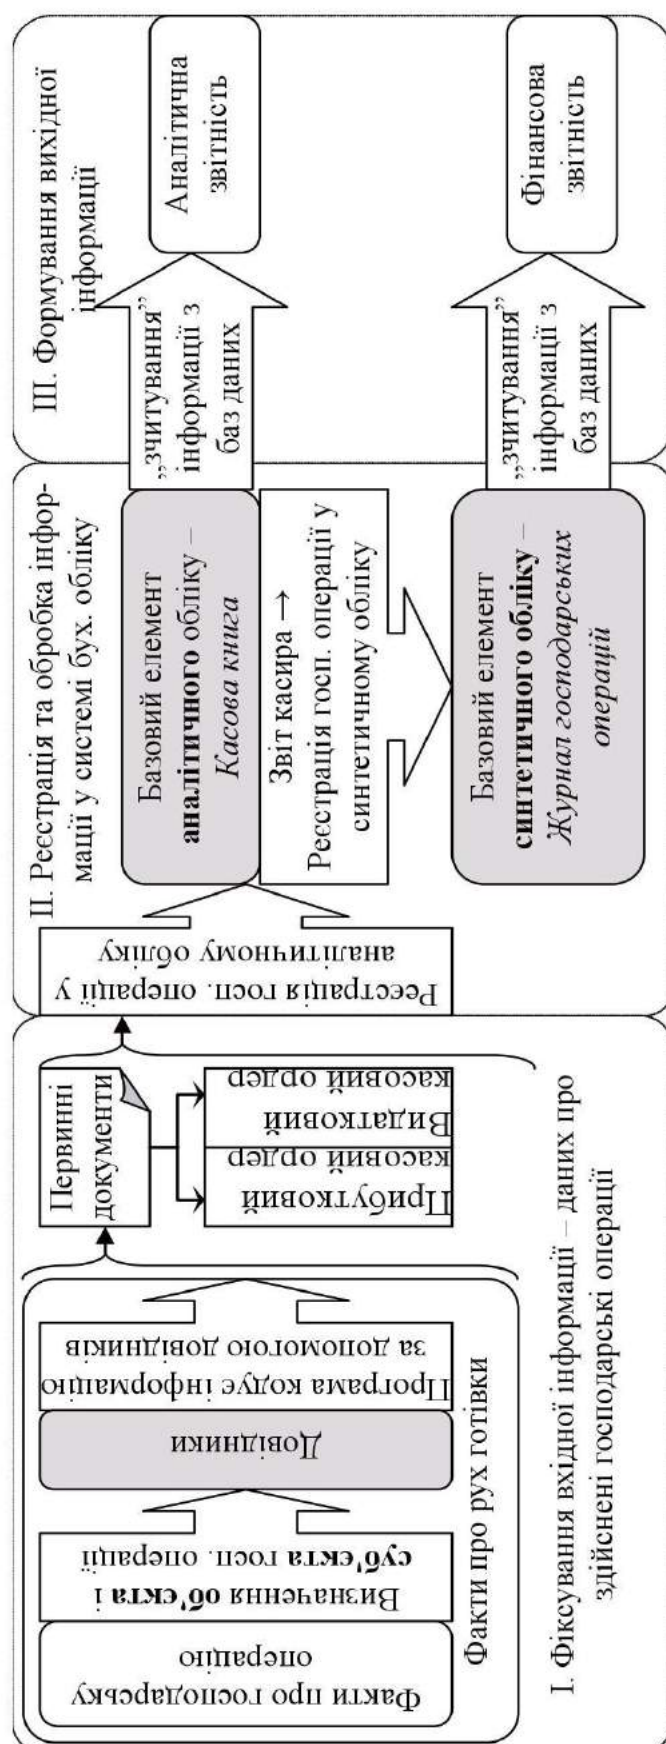 Факти про господарську
операцію
Визначення об'єкта і
суб'єкта госп. операції
Довідники
Програма кодує інформацію
за допомогою довідників
Факти про рух готівки
Первинні
документи
Прибутковий
касовий ордер
Видатковий
касовий ордер
І. Фіксування вхідної інформації – даних про
здійснені господарські операції
ІІ. Реєстрація та обробка інфор-
мації у системі бух. обліку
Реєстрація госп. операції у
аналітичному обліку
Базовий елемент
аналітичного обліку –
Касова книга
Звіт касира →
Реєстрація госп. операції у
синтетичному обліку
Базовий елемент
синтетичного обліку –
Журнал господарських
операцій
ІІІ. Формування вихідної
інформації
„зчитування”
інформації з
баз даних
Аналітична
звітність
„зчитування”
інформації з
баз даних
Фінансова
звітність